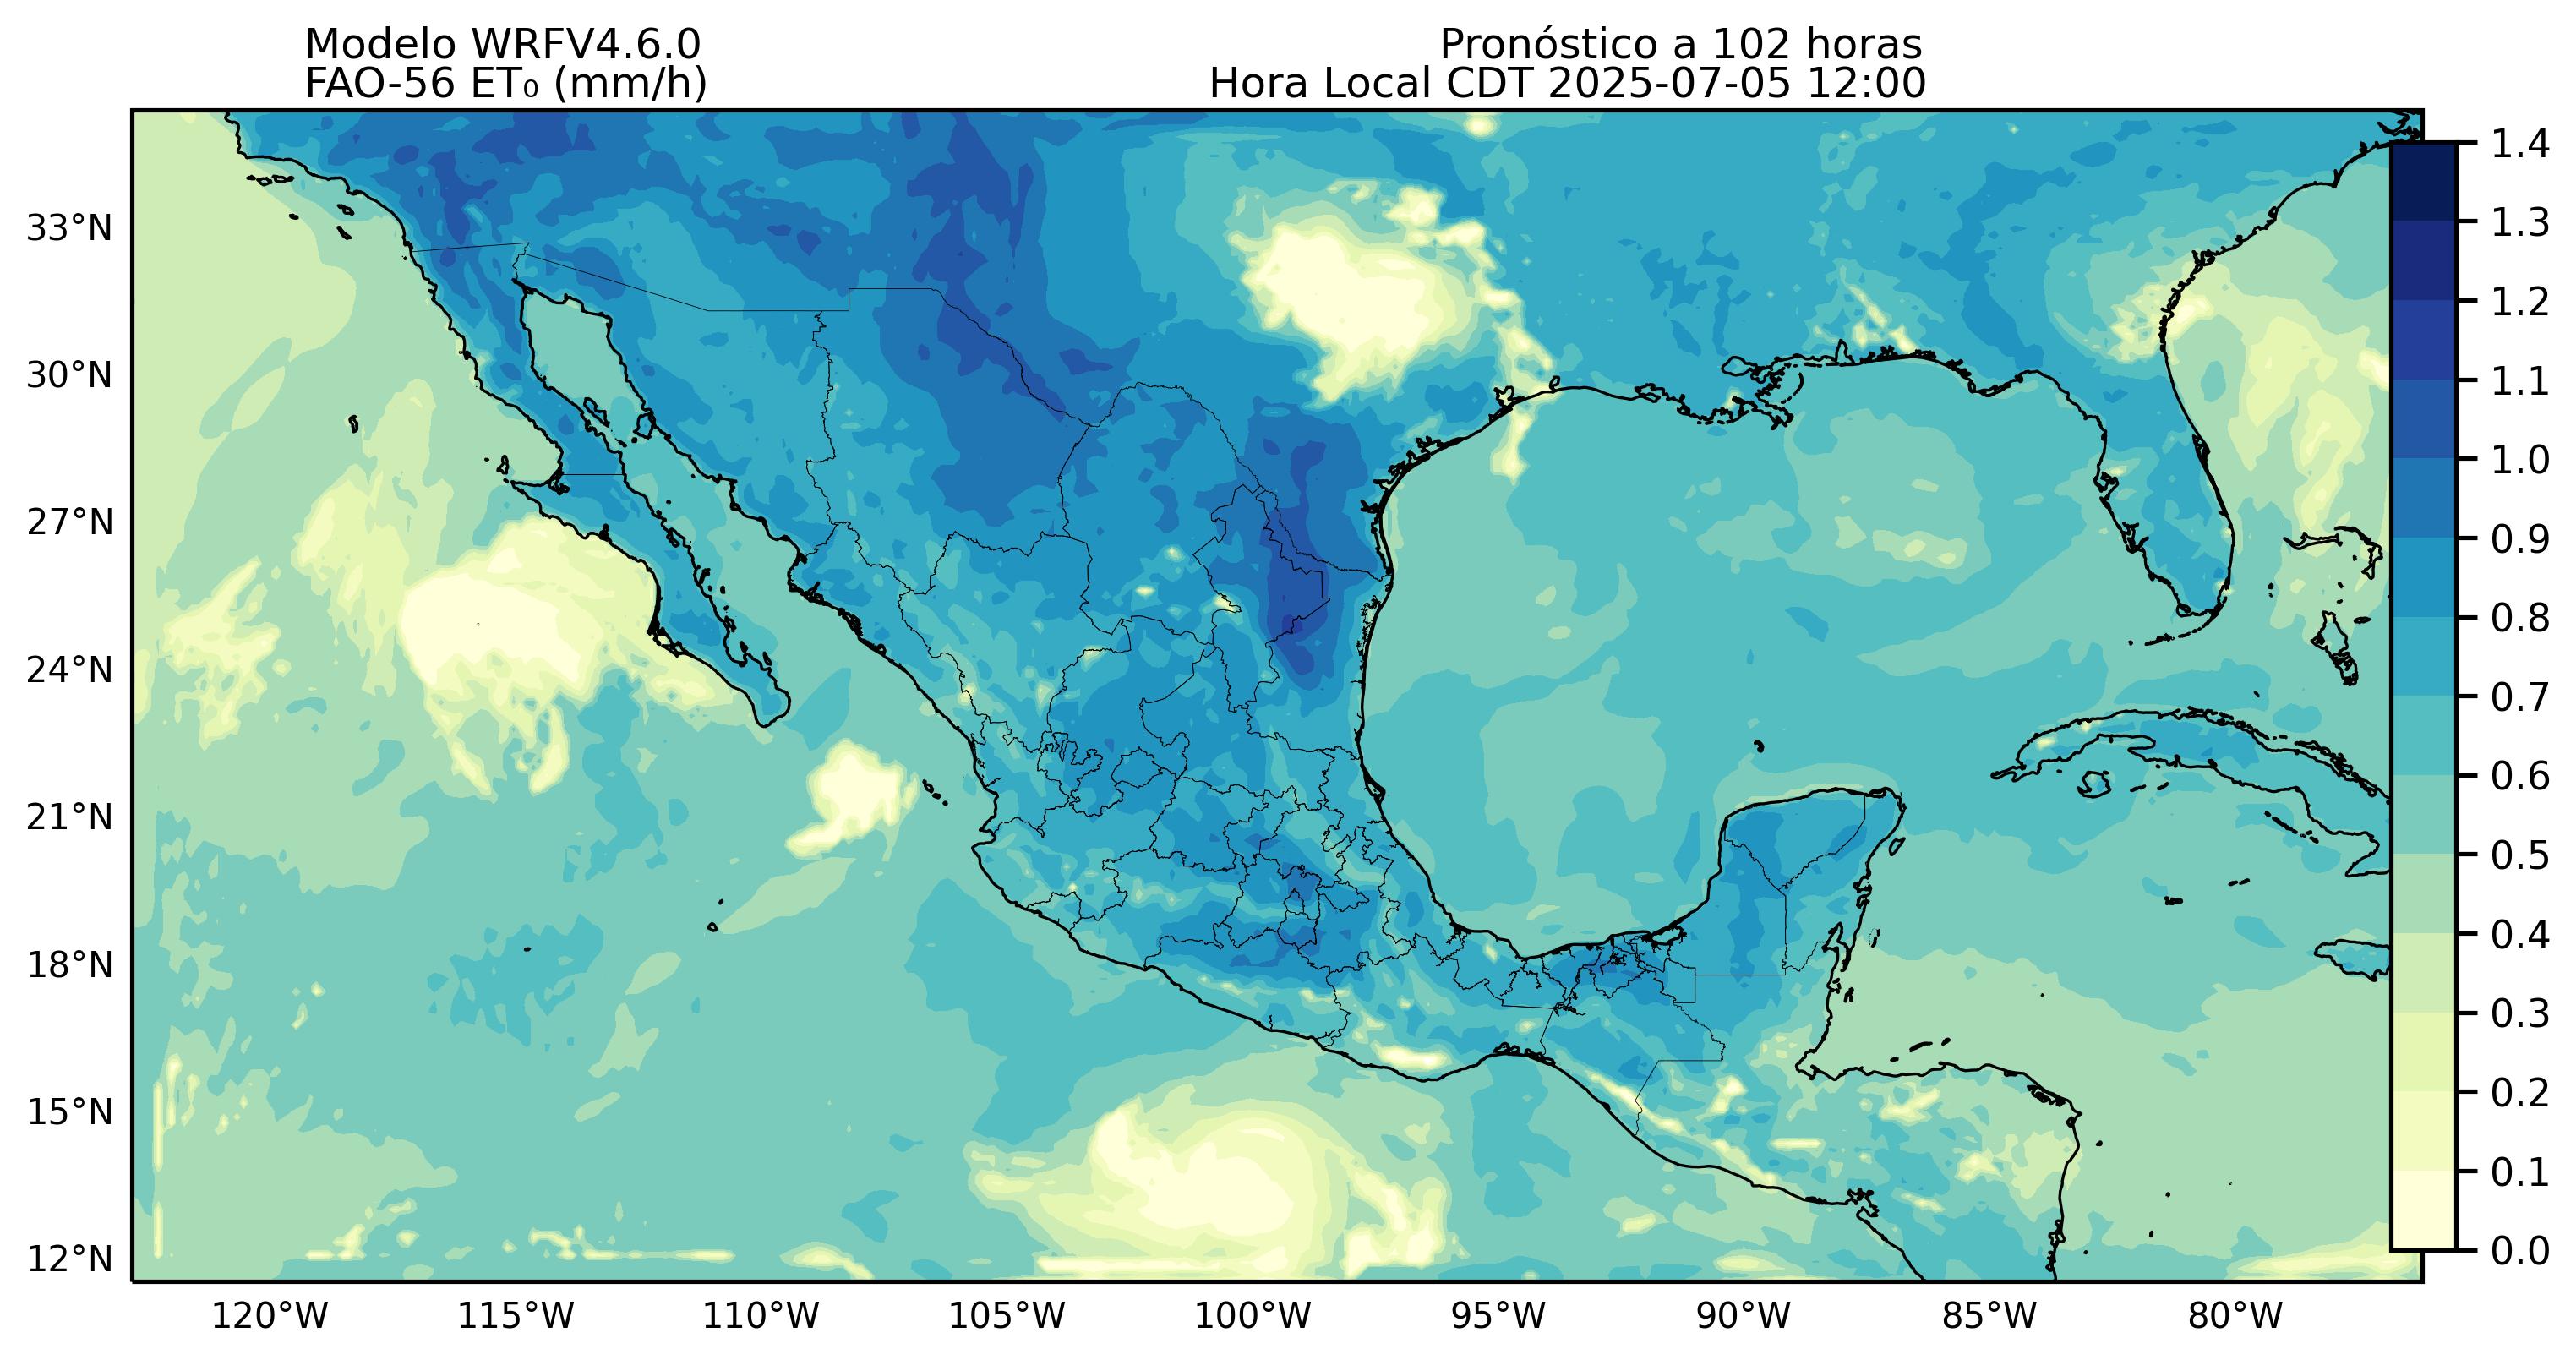 Modelo WRFV4.6.0
FAO-56 ET₀ (mm/h)
Pronóstico a 102 horas
Hora Local CDT 2025-07-05 12:00
33°N
30°N
27°N
24°N
21°N
18°N
15°N
12°N
120°W
115°W
110°W
105°W
100°W
95°W
90°W
85°W
80°W
1.4
1.3
1.2
1.1
1.0
0.9
0.8
0.7
0.6
0.5
0.4
0.3
0.2
0.1
0.0